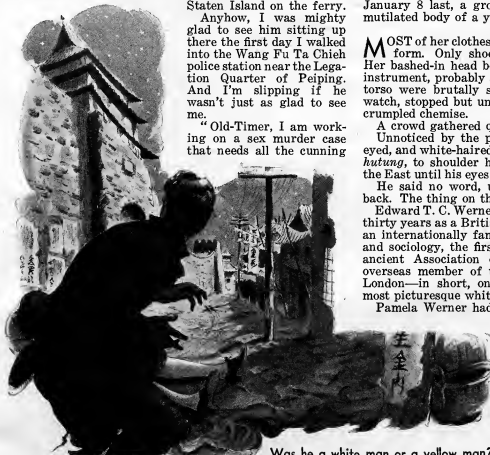 Staten Island on the ferry.
Anyhow, I was mighty
glad to see him sitting up
there the first day I walked
into the Wang Fu Ta Chieh
police station near the Lega-
tion Quarter of Peiping.
And I'm slipping if he
wasn't just as glad to see
me.
"Old-Timer, I am work-
ing on a sex murder case
that needs all the cunning
January 8 last, a gro
mutilated body of a y
MOST of her clothes
form. Only shoe
Her bashed-in head b
instrument, probably
torso were brutally s
watch, stopped but un
crumpled chemise.
A crowd gathered q
Unnoticed by the p
eyed, and white-haired
hutung, to shoulder h
the East until his eyes
He said no word, u
back. The thing on th
Edward T. C. Werne
thirty years as a Briti
an internationally fam
and sociology, the firs
ancient Association
overseas member of
London—in short, on
most picturesque whit
Pamela Werner had
Was he a white man or a yellow man?